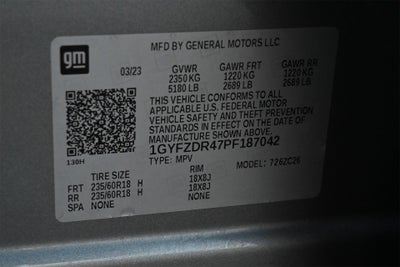 gm
MFD BY GENERAL MOTORS LLC
03/23 GVWR GAWR FRT GAWR RR
2350 KG 1220 KG 1220 KG
5180 LB 2689 LB 2689 LB
THIS VEHICLE CONFORMS TO ALL
APPLICABLE U.S. FEDERAL MOTOR
VEHICLE SAFETY AND THEFT PREVENTION
STANDARDS IN EFFECT ON THE DATE OF
MANUFACTURE SHOWN ABOVE.
1GYFZDR47PF187042
130H TYPE: MPV MODEL: 726ZC26
TIRE SIZE RIM
FRT 235/60R18 H 18X8J
RR 235/60R18 H 18X8J
SPA NONE NONE